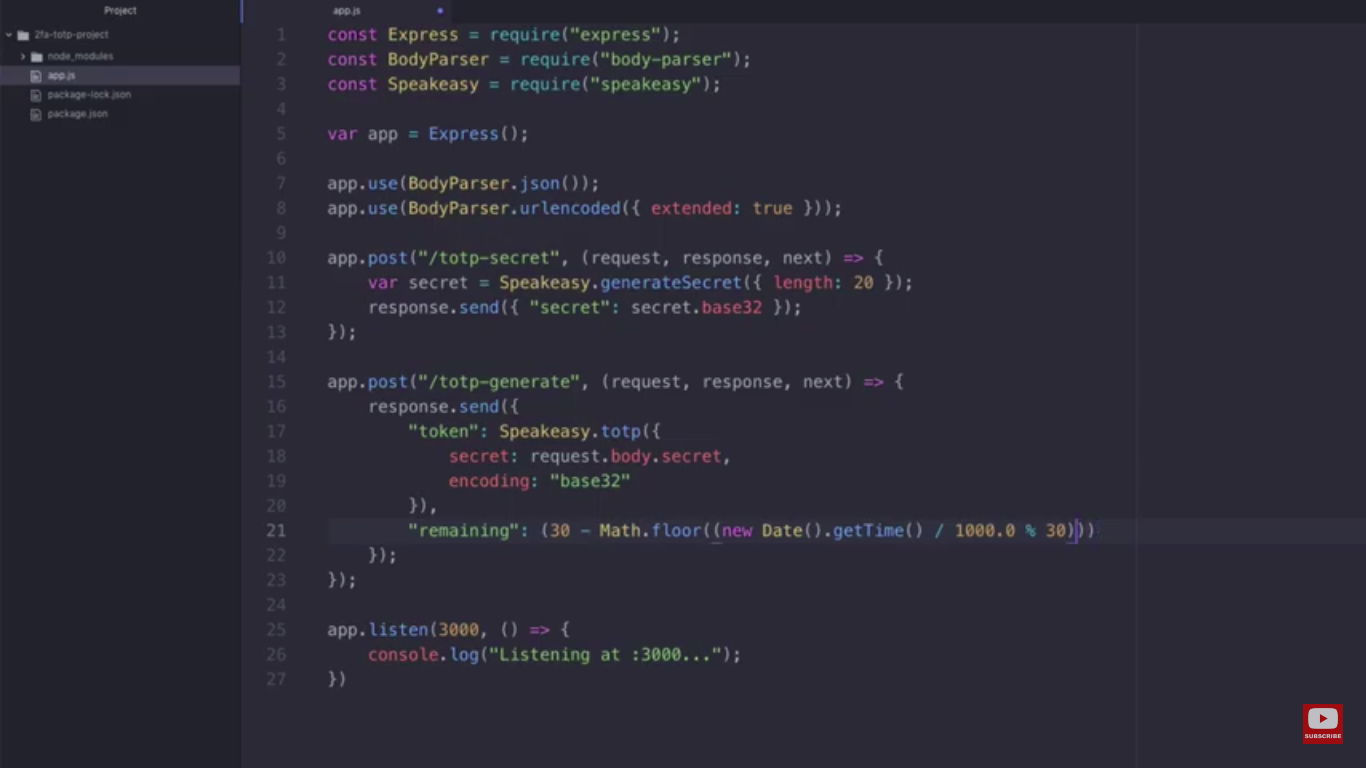 Project
2fa-totp-project
node_modules
app.js
package-lock.json
package.json
app.js
1 const Express = require("express");
2 const BodyParser = require("body-parser");
3 const Speakeasy = require("speakeasy");
4
5 var app = Express();
6
7 app.use(BodyParser.json());
8 app.use(BodyParser.urlencoded({ extended: true }));
9
10 app.post("/totp-secret", (request, response, next) => {
11     var secret = Speakeasy.generateSecret({ length: 20 });
12     response.send({ "secret": secret.base32 });
13 });
14
15 app.post("/totp-generate", (request, response, next) => {
16     response.send({
17         "token": Speakeasy.totp({
18             secret: request.body.secret,
19             encoding: "base32"
20         }),
21         "remaining": (30 - Math.floor((new Date().getTime() / 1000.0 % 30)))
22     });
23 });
24
25 app.listen(3000, () => {
26     console.log("Listening at :3000...");
27 })
SUBSCRIBE